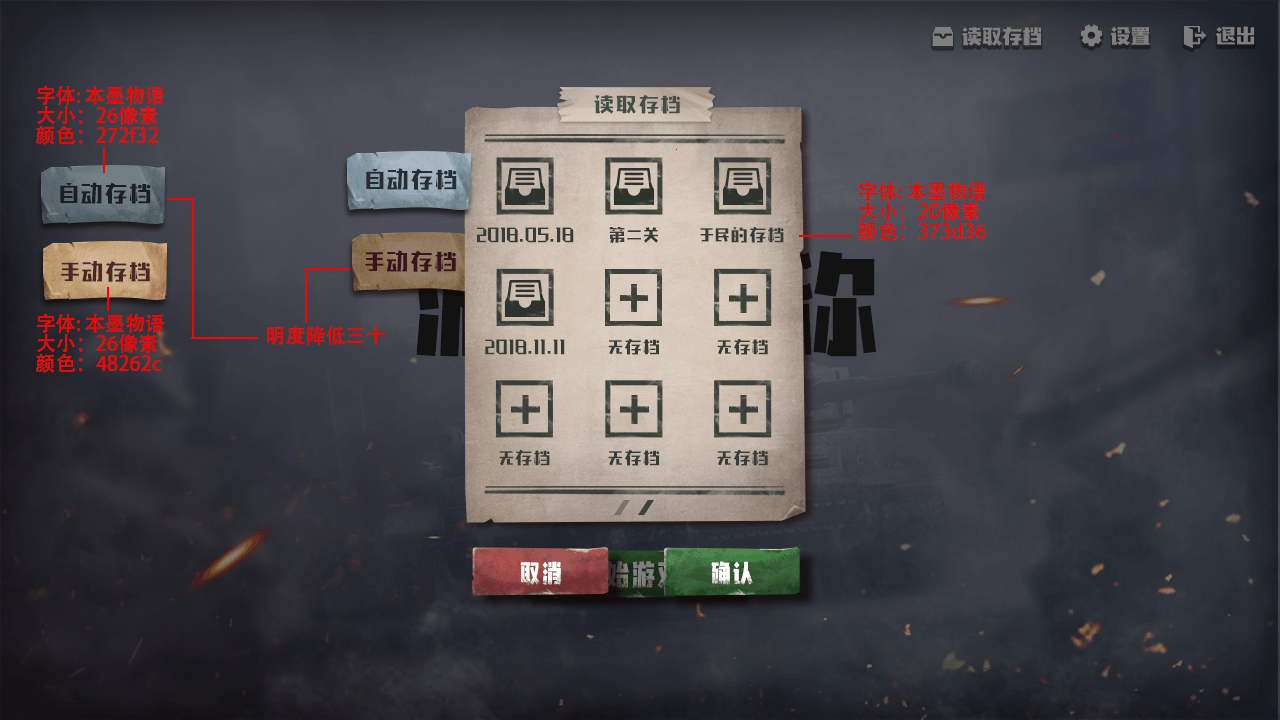 读取存档
设置
退出
字体: 本墨物语
大小: 26像素
颜色: 272f32
自动存档
手动存档
字体: 本墨物语
大小: 26像素
颜色: 48262c
明度降低三十
自动存档
手动存档
读取存档
2018.05.18
第二关
于民的存档
2018.11.11
无存档
无存档
无存档
无存档
无存档
字体: 本墨物语
大小: 20像素
颜色: 373d36
取消
始游
确认